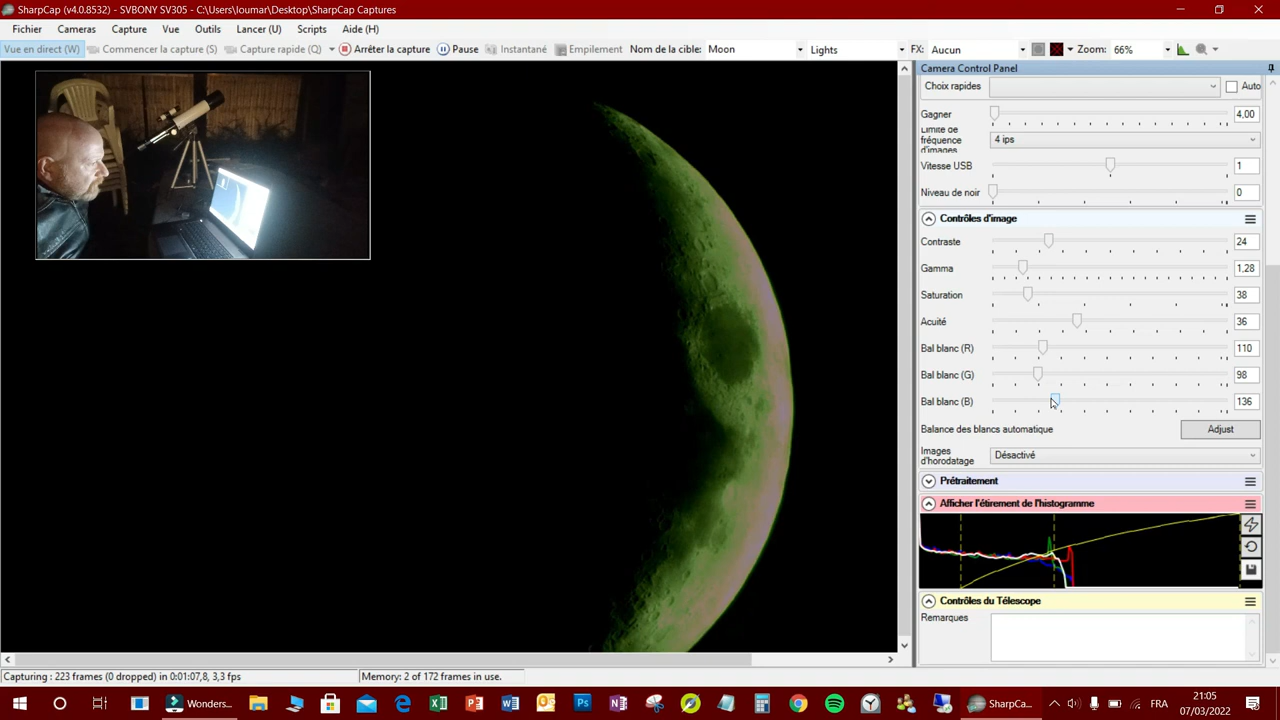 SharpCap (v4.0.8532) - SVBONY SV305 - C:\Users\loumar\Desktop\SharpCap Captures
Fichier Cameras Capture Vue Outils Lancer (U) Scripts Aide (H)
Vue en direct (W) Commencer la capture (S) Capture rapide (Q) Arrêter la capture Pause Instantané Empilement Nom de la cible: Moon Lights FX: Aucun Zoom: 66%
Camera Control Panel
Choix rapides Auto
Gagner 4,00
Limite de fréquence d'images 4 ips
Vitesse USB 1
Niveau de noir 0
Contrôles d'image
Contraste 24
Gamma 1,28
Saturation 38
Acuité 36
Bal blanc (R) 110
Bal blanc (G) 98
Bal blanc (B) 136
Balance des blancs automatique Adjust
Images d'horodatage Désactivé
Prétraitement
Afficher l'étirement de l'histogramme
Contrôles du Télescope
Remarques
Capturing : 223 frames (0 dropped) in 0:01:07,8, 3,3 fps Memory: 2 of 172 frames in use.
Wonders... SharpCa... FRA 21:05
07/03/2022